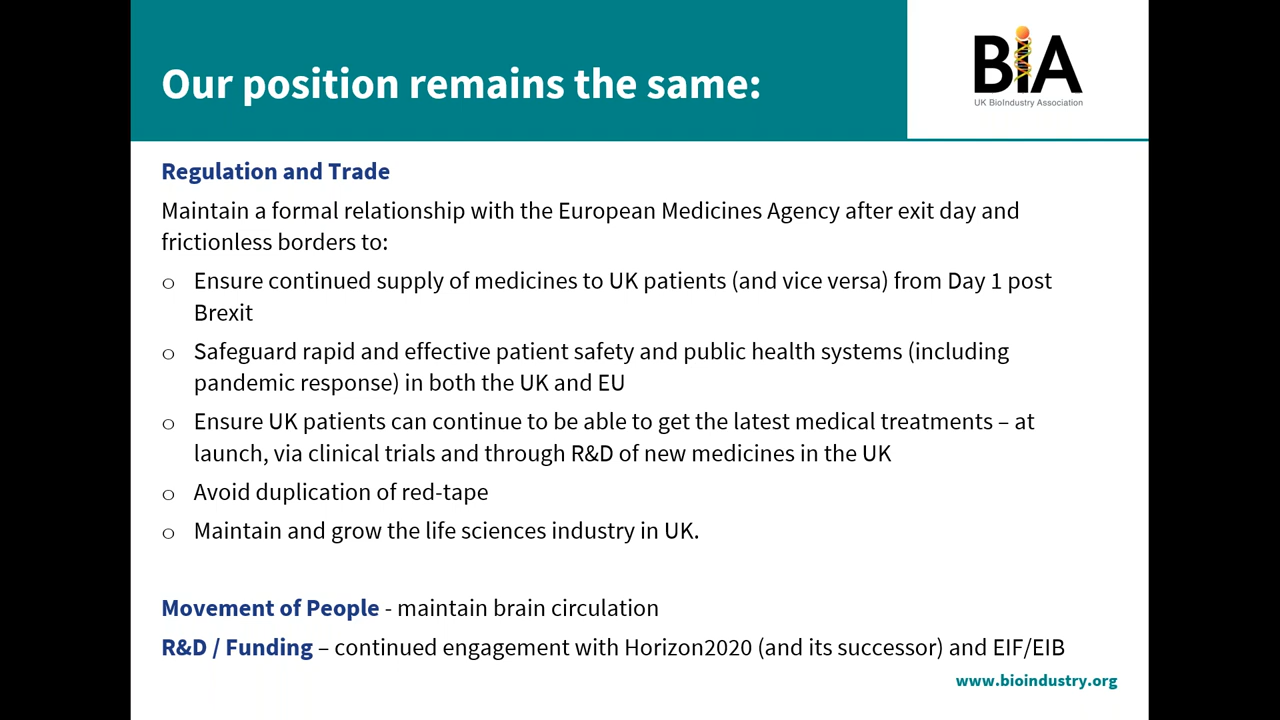 Our position remains the same:
BiA
UK BioIndustry Association
Regulation and Trade
Maintain a formal relationship with the European Medicines Agency after exit day and
frictionless borders to:
o Ensure continued supply of medicines to UK patients (and vice versa) from Day 1 post
Brexit
o Safeguard rapid and effective patient safety and public health systems (including
pandemic response) in both the UK and EU
o Ensure UK patients can continue to be able to get the latest medical treatments – at
launch, via clinical trials and through R&D of new medicines in the UK
o Avoid duplication of red-tape
o Maintain and grow the life sciences industry in UK.
Movement of People - maintain brain circulation
R&D / Funding – continued engagement with Horizon2020 (and its successor) and EIF/EIB
www.bioindustry.org